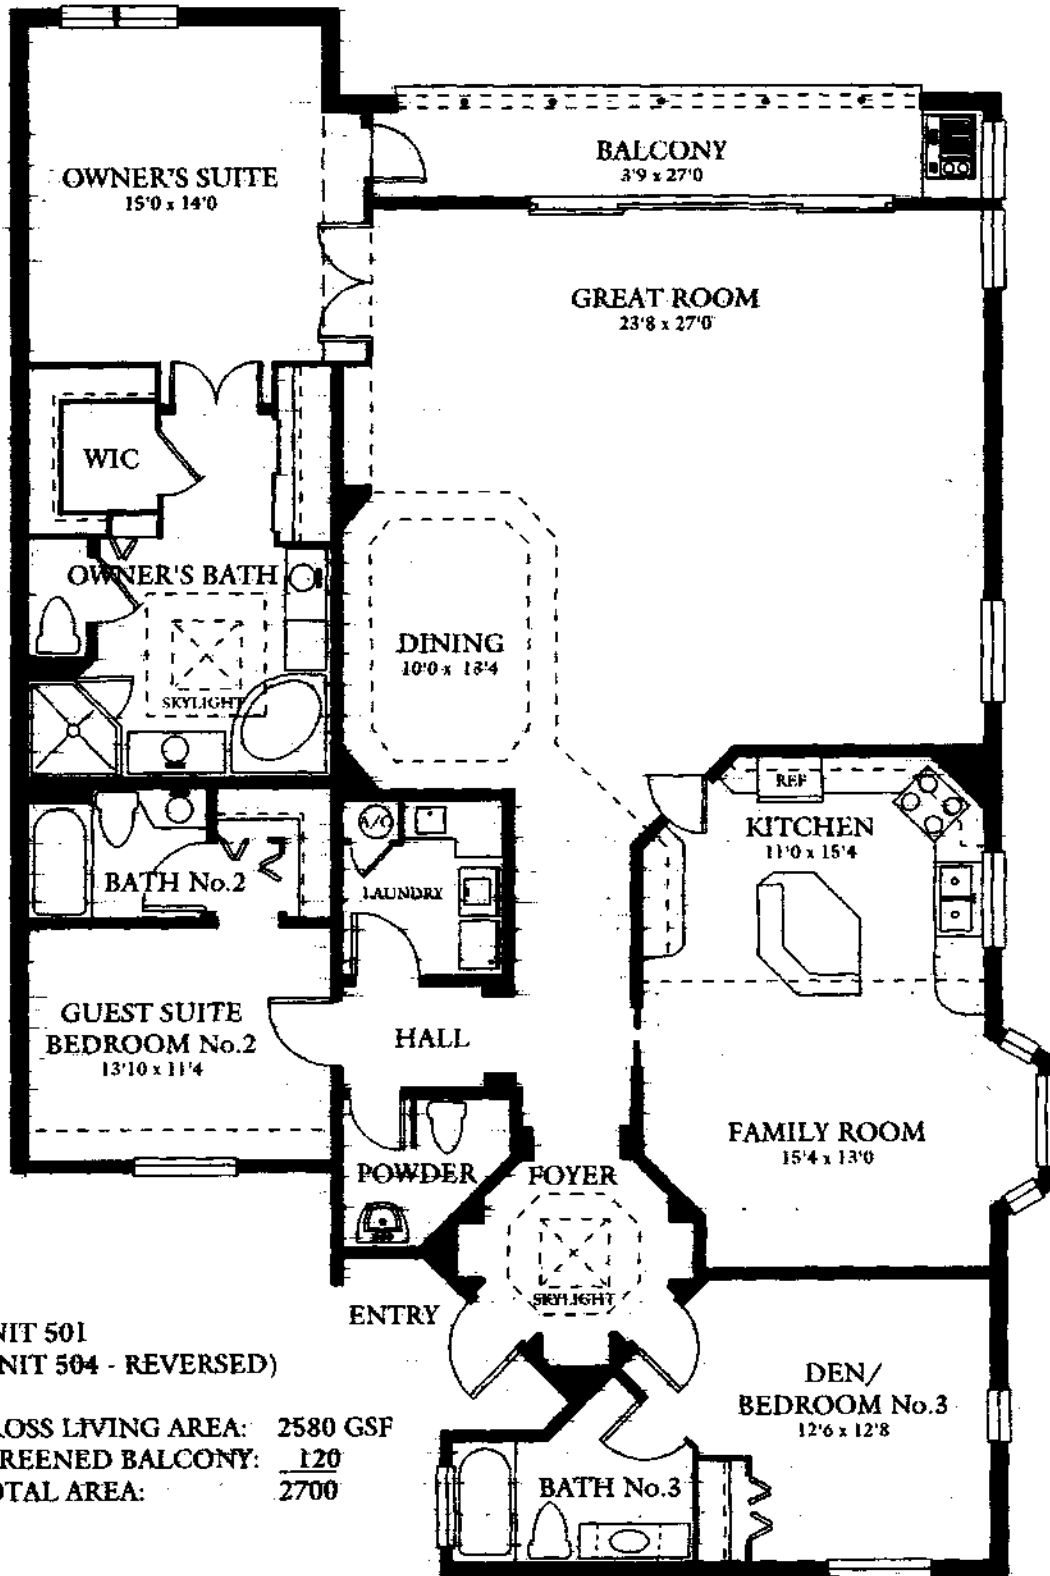 OWNER'S SUITE
15'0 x 14'0
BALCONY
3'9 x 27'0
GREAT ROOM
23'8 x 27'0
WIC
OWNER'S BATH
SKYLIGHT
DINING
10'0 x 13'4
REF
KITCHEN
11'0 x 15'4
A/C
LAUNDRY
BATH No.2
GUEST SUITE
BEDROOM No.2
13'10 x 11'4
HALL
FAMILY ROOM
15'4 x 13'0
POWDER
FOYER
SKYLIGHT
ENTRY
DEN/
BEDROOM No.3
12'6 x 12'8
BATH No.3
NIT 501
NIT 504 - REVERSED)
ROSS LIVING AREA: 2580 GSF
REENED BALCONY: 120
OTAL AREA: 2700